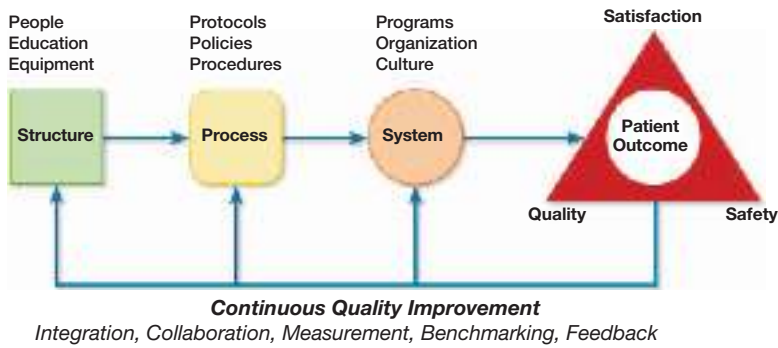 People
Education
Equipment
Protocols
Policies
Procedures
Programs
Organization
Culture
Satisfaction
Structure
Process
System
Patient
Outcome
Quality
Safety
Continuous Quality Improvement
Integration, Collaboration, Measurement, Benchmarking, Feedback